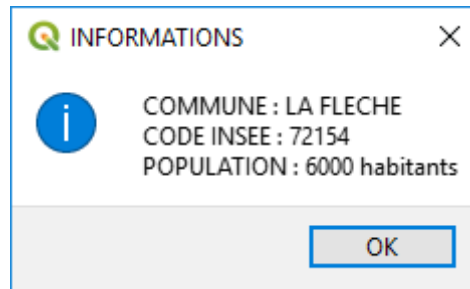 INFORMATIONS
COMMUNE : LA FLECHE
CODE INSEE : 72154
POPULATION : 6000 habitants
OK